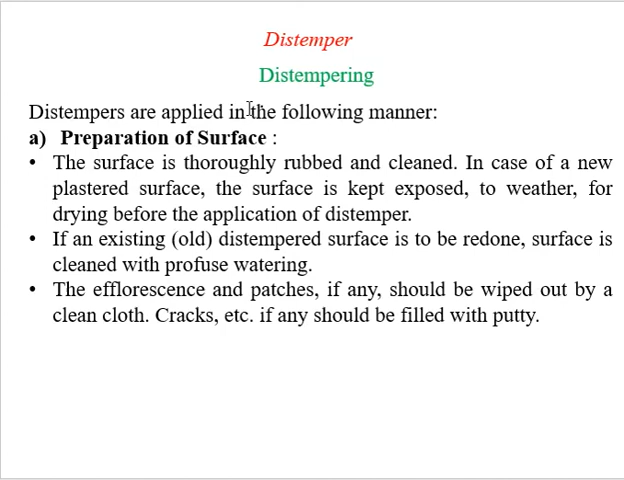 Distemper
Distempering
Distempers are applied in the following manner:
a) Preparation of Surface :
• The surface is thoroughly rubbed and cleaned. In case of a new
plastered surface, the surface is kept exposed, to weather, for
drying before the application of distemper.
• If an existing (old) distempered surface is to be redone, surface is
cleaned with profuse watering.
• The efflorescence and patches, if any, should be wiped out by a
clean cloth. Cracks, etc. if any should be filled with putty.